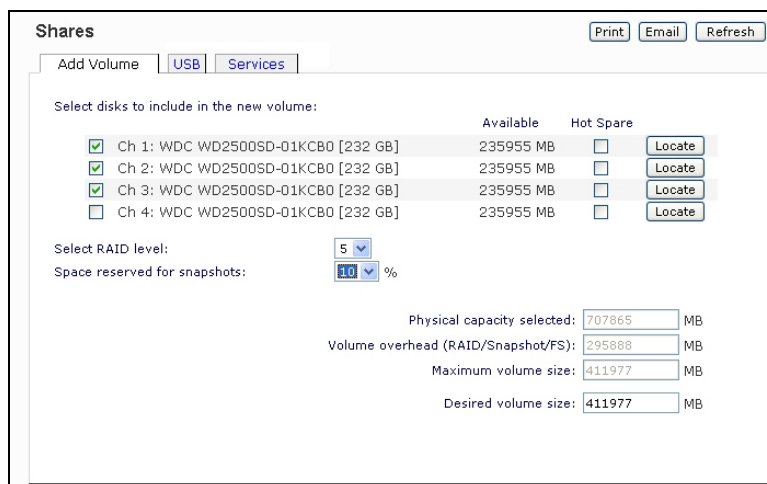 Shares Print Email Refresh
Add Volume USB Services
Select disks to include in the new volume:
Available Hot Spare
Ch 1: WDC WD2500SD-01KCB0 [232 GB] 235955 MB Locate
Ch 2: WDC WD2500SD-01KCB0 [232 GB] 235955 MB Locate
Ch 3: WDC WD2500SD-01KCB0 [232 GB] 235955 MB Locate
Ch 4: WDC WD2500SD-01KCB0 [232 GB] 235955 MB Locate
Select RAID level: 5
Space reserved for snapshots: 10 %
Physical capacity selected: 707865 MB
Volume overhead (RAID/Snapshot/FS): 295888 MB
Maximum volume size: 411977 MB
Desired volume size: 411977 MB